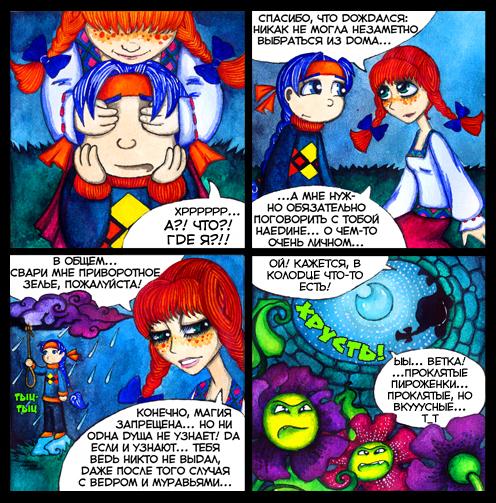 ХРРРРРР...
А?! ЧТО?!
ГДЕ Я?!!
СПАСИБО, ЧТО ДОЖДАЛСЯ:
НИКАК НЕ МОГЛА НЕЗАМЕТНО
ВЫБРАТЬСЯ ИЗ ДОМА...
...А МНЕ НУЖ-
НО ОБЯЗАТЕЛЬНО
ПОГОВОРИТЬ С ТОБОЙ
НАЕДИНЕ... О ЧЕМ-ТО
ОЧЕНЬ ЛИЧНОМ...
В ОБЩЕМ...
СВАРИ МНЕ ПРИВОРОТНОЕ
ЗЕЛЬЕ, ПОЖАЛУЙСТА!
ТЫЦ-
ТЫЦ
КОНЕЧНО, МАГИЯ
ЗАПРЕЩЕНА... НО НИ
ОДНА ДУША НЕ УЗНАЕТ! ДА
ЕСЛИ И УЗНАЮТ... ТЕБЯ
ВЕДЬ НИКТО НЕ ВЫДАЛ,
ДАЖЕ ПОСЛЕ ТОГО СЛУЧАЯ
С ВЕДРОМ И МУРАВЬЯМИ...
ОЙ! КАЖЕТСЯ, В
КОЛОДЦЕ ЧТО-ТО
ЕСТЬ!
ХРУСТЬ!
ЫЫ... ВЕТКА!
...ПРОКЛЯТЫЕ
ПИРОЖЕНКИ...
ПРОКЛЯТЫЕ, НО
ВКУУУСНЫЕ...
Т_Т